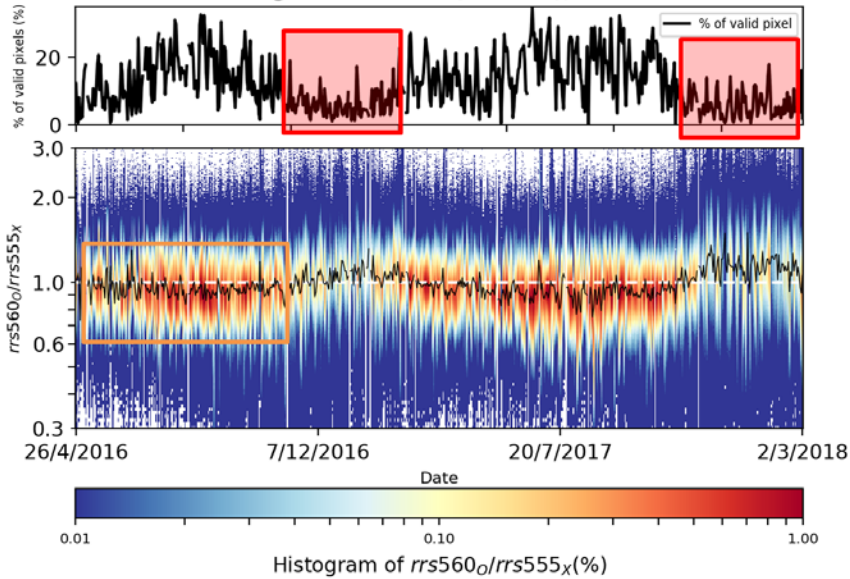 % of valid pixel
% of valid pixels (%)
20
0
3.0
2.0
1.0
0.6
0.3
rrs560O/rrs555X
26/4/2016 7/12/2016 20/7/2017 2/3/2018
Date
0.01 0.10 1.00
Histogram of rrs560O/rrs555X(%)